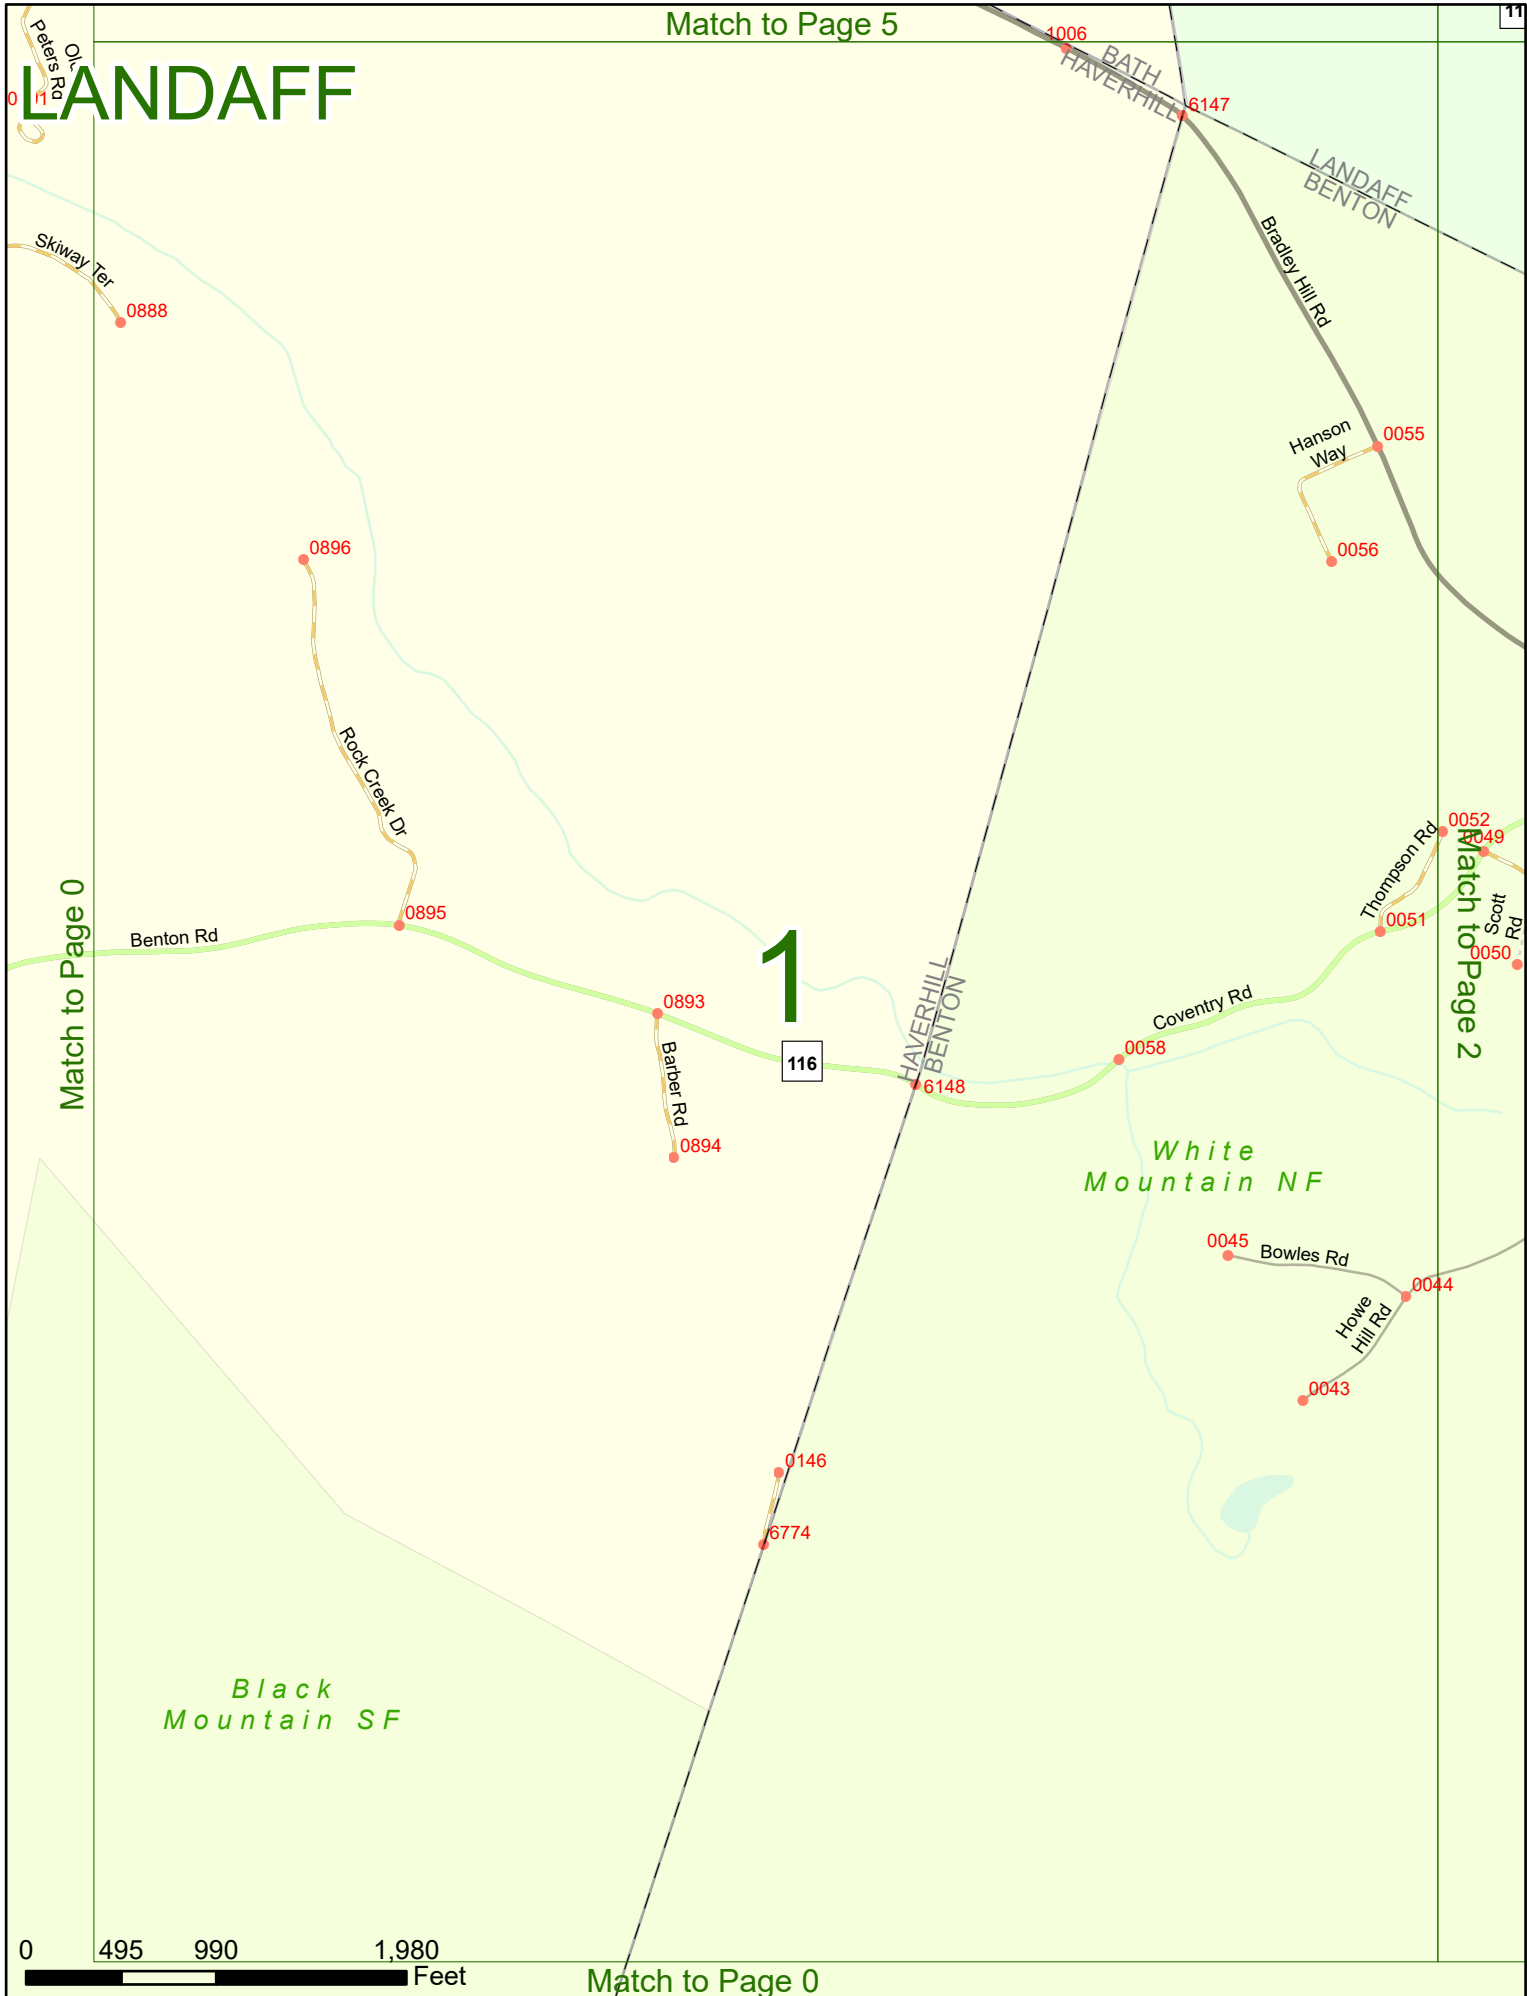 Match to Page 5
11
1006
Peters Rd
LANDAFF
BATH
HAVERHILL
6147
LANDAFF
BENTON
Bradley Hill Rd
Skiway Ter
0888
Hanson
Way
0055
0056
0896
Rock Creek Dr
0052
0049
Thompson Rd
Match to Page 2
Scott
Rd
0051
0050
Match to Page 0
0895
Benton Rd
1
HAVERHILL
BENTON
Coventry Rd
0893
116
0058
6148
Barber Rd
0894
White
Mountain NF
0045
Bowles Rd
0044
Howe
Hill Rd
0043
0146
6774
Black
Mountain SF
0
495
990
1,980
Feet
Match to Page 0